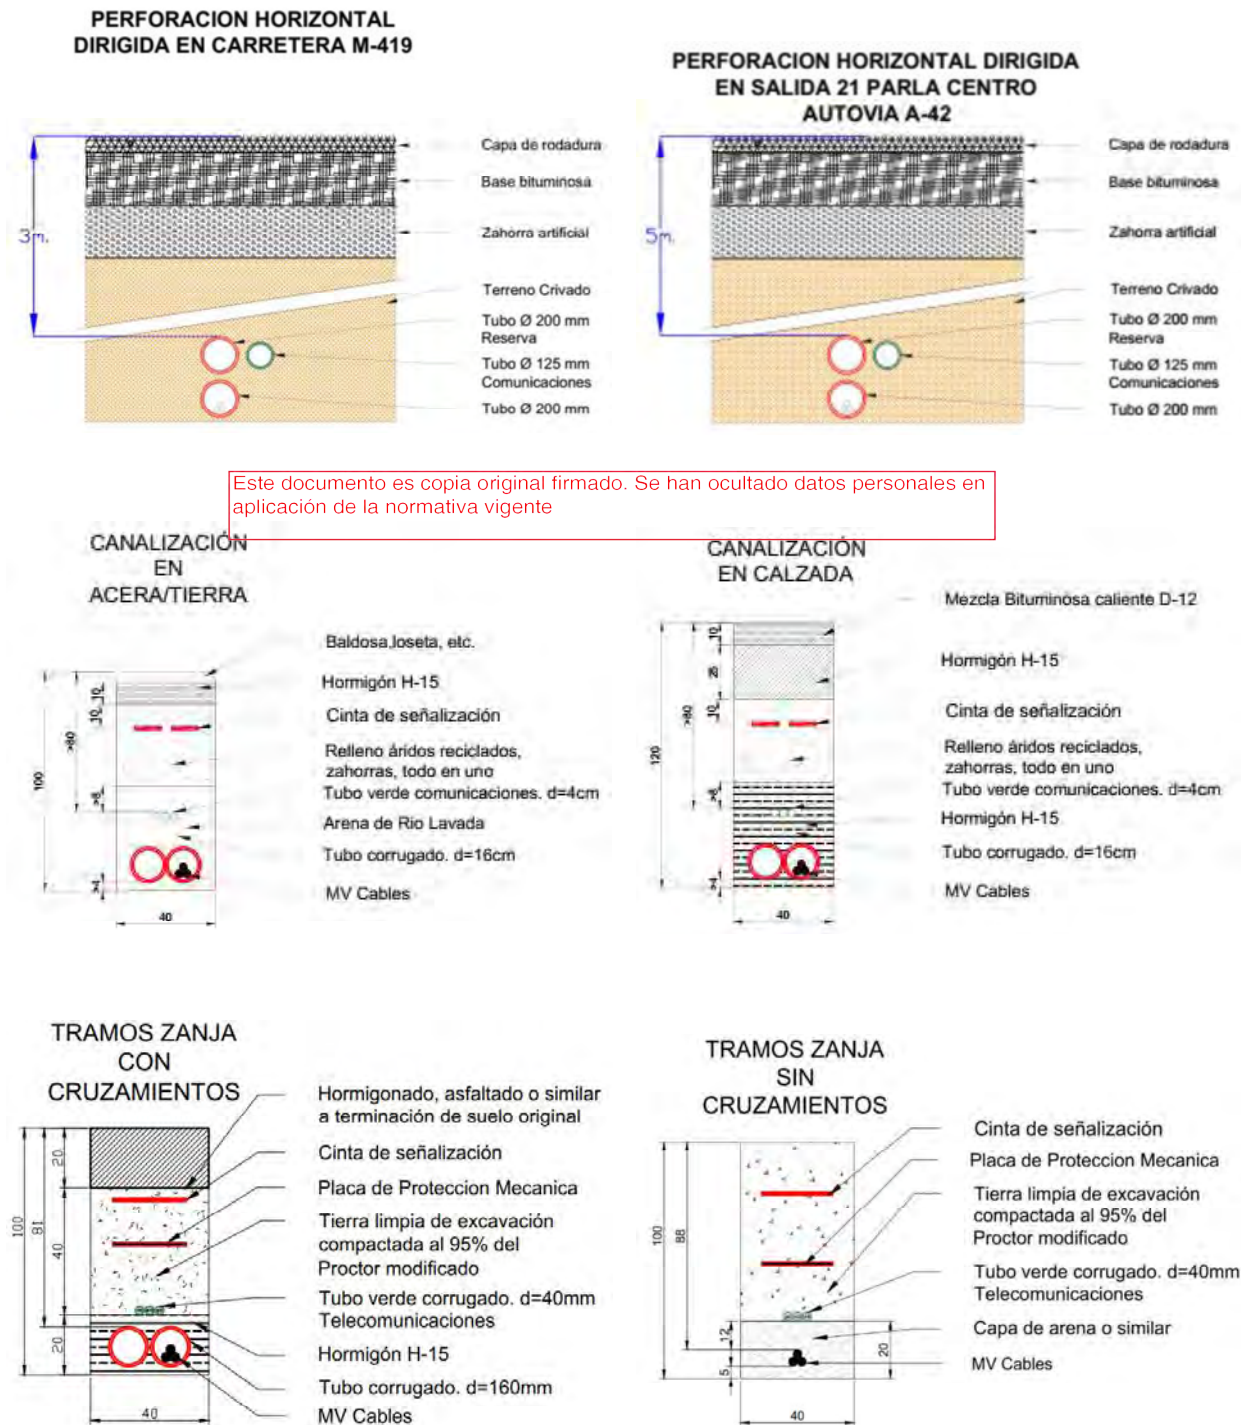 PERFORACION HORIZONTAL
DIRIGIDA EN CARRETERA M-419
3m.
Capa de rodadura
Base bituminosa
Zahorra artificial
Terreno Crivado
Tubo Ø 200 mm
Reserva
Tubo Ø 125 mm
Comunicaciones
Tubo Ø 200 mm
PERFORACION HORIZONTAL DIRIGIDA
EN SALIDA 21 PARLA CENTRO
AUTOVIA A-42
5m.
Capa de rodadura
Base bituminosa
Zahorra artificial
Terreno Crivado
Tubo Ø 200 mm
Reserva
Tubo Ø 125 mm
Comunicaciones
Tubo Ø 200 mm
Este documento es copia original firmado. Se han ocultado datos personales en
aplicación de la normativa vigente
CANALIZACIÓN
EN
ACERA/TIERRA
Baldosa,loseta, etc.
Hormigón H-15
Cinta de señalización
Relleno áridos reciclados,
zahorras, todo en uno
Tubo verde comunicaciones. d=4cm
Arena de Rio Lavada
Tubo corrugado. d=16cm
MV Cables
100
>80
10
10
>8
>4
40
CANALIZACIÓN
EN CALZADA
Mezcla Bituminosa caliente D-12
Hormigón H-15
Cinta de señalización
Relleno áridos reciclados,
zahorras, todo en uno
Tubo verde comunicaciones. d=4cm
Hormigón H-15
Tubo corrugado. d=16cm
MV Cables
120
>80
10
25
10
>8
>4
40
TRAMOS ZANJA
CON
CRUZAMIENTOS
Hormigonado, asfaltado o similar
a terminación de suelo original
Cinta de señalización
Placa de Proteccion Mecanica
Tierra limpia de excavación
compactada al 95% del
Proctor modificado
Tubo verde corrugado. d=40mm
Telecomunicaciones
Hormigón H-15
Tubo corrugado. d=160mm
MV Cables
100
81
20
40
20
40
TRAMOS ZANJA
SIN
CRUZAMIENTOS
Cinta de señalización
Placa de Proteccion Mecanica
Tierra limpia de excavación
compactada al 95% del
Proctor modificado
Tubo verde corrugado. d=40mm
Telecomunicaciones
Capa de arena o similar
MV Cables
100
88
12
5
20
40